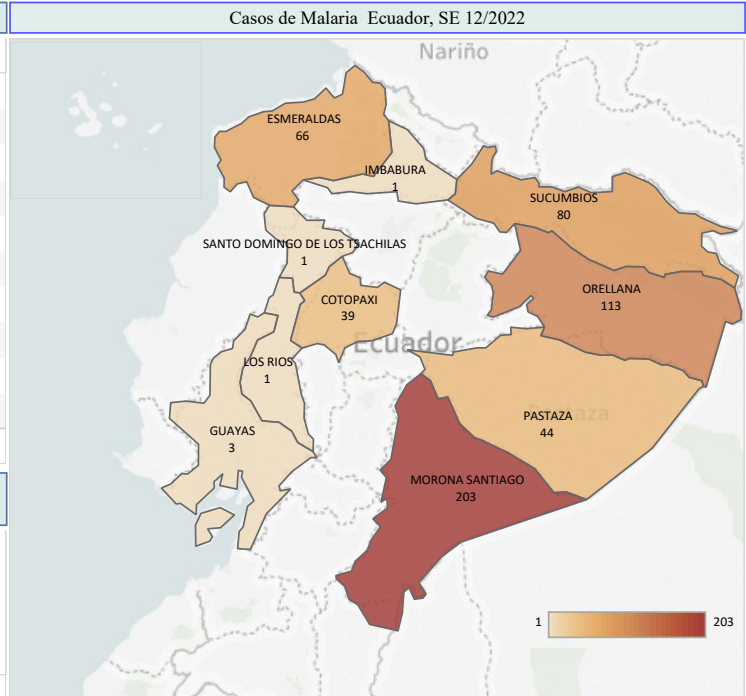 Casos de Malaria Ecuador, SE 12/2022
Nariño
ESMERALDAS
66
IMBABURA
1
SUCUMBIOS
80
SANTO DOMINGO DE LOS TSACHILAS
1
ORELLANA
113
COTOPAXI
39
Ecuador
LOS RIOS
1
PASTAZA
44
GUAYAS
3
MORONA SANTIAGO
203
1
203